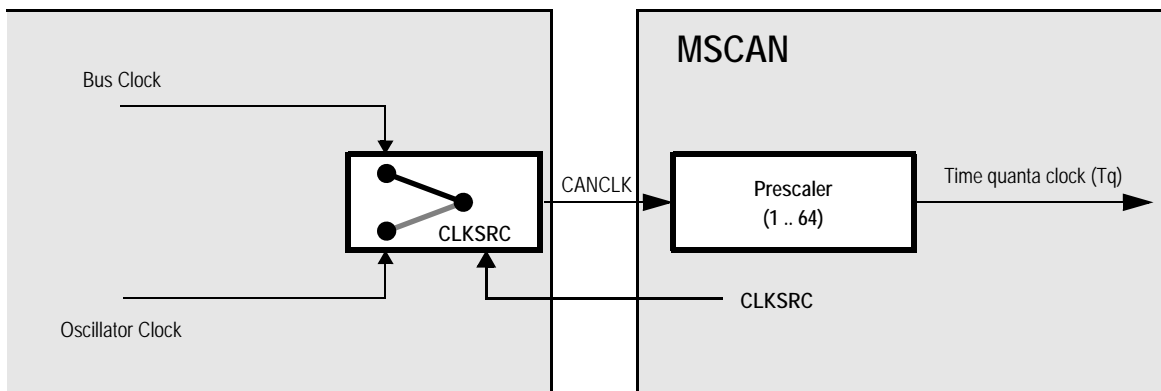 MSCAN
Bus Clock
CANCLK
Prescaler
(1 .. 64)
Time quanta clock (Tq)
CLKSRC
CLKSRC
Oscillator Clock